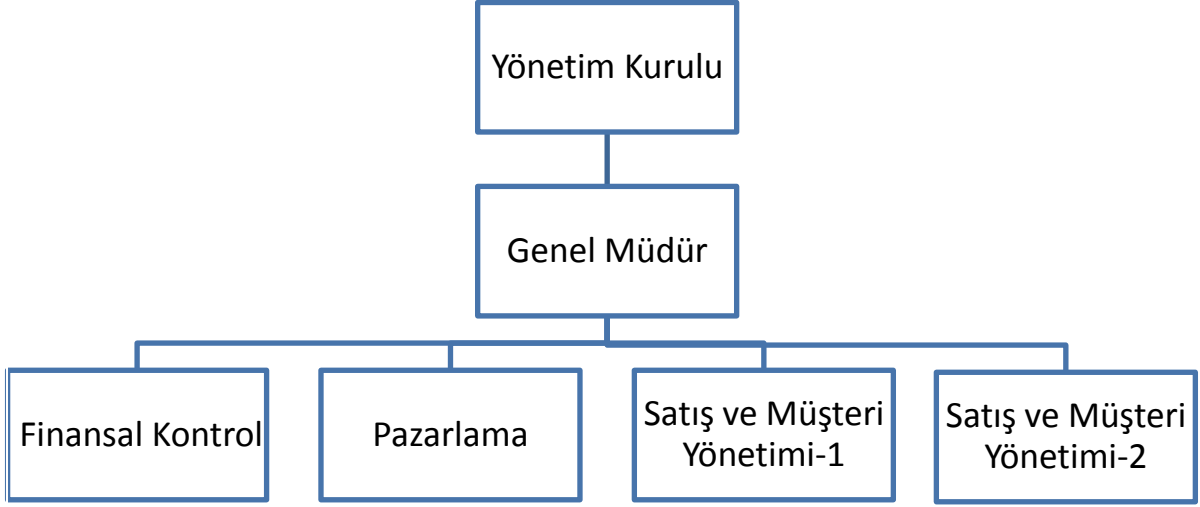 Yönetim Kurulu
Genel Müdür
Finansal Kontrol
Pazarlama
Satış ve Müşteri
Yönetimi-1
Satış ve Müşteri
Yönetimi-2